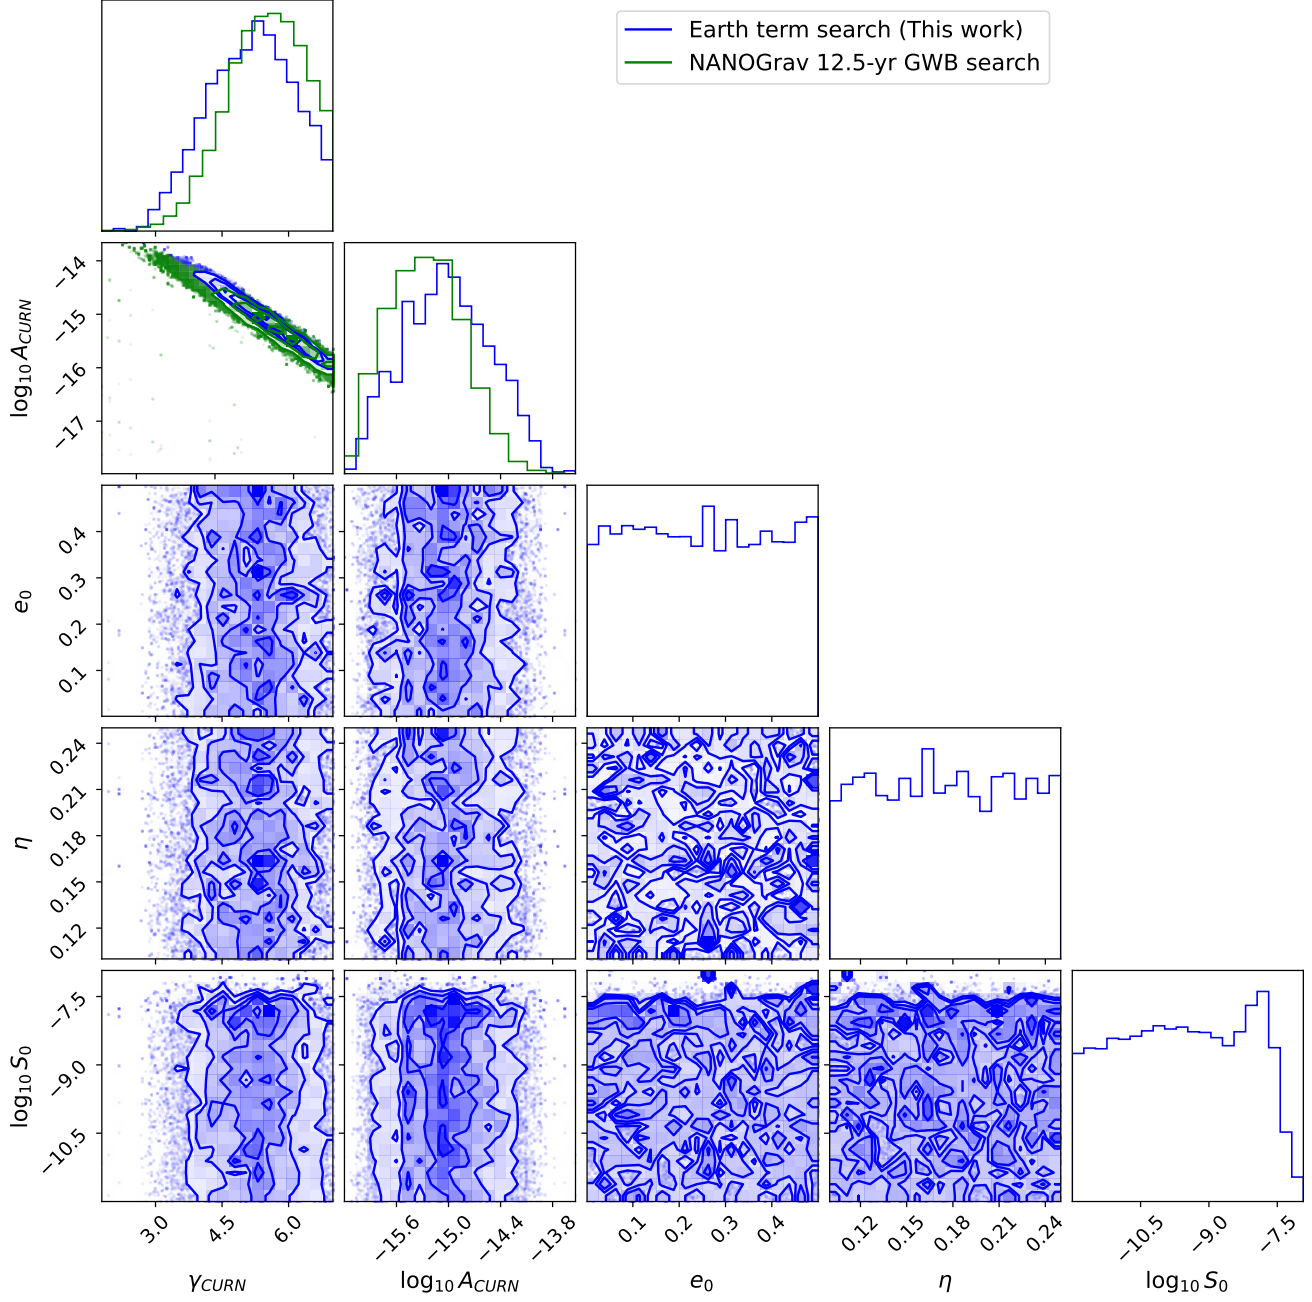 Earth term search (This work)
NANOGrav 12.5-yr GWB search
log₁₀ A_CURN
−14
−15
−16
−17
e₀
0.4
0.3
0.2
0.1
η
0.24
0.21
0.18
0.15
0.12
log₁₀ S₀
−7.5
−9.0
−10.5
3.0 4.5 6.0
−15.6 −15.0 −14.4 −13.8
0.1 0.2 0.3 0.4
0.12 0.15 0.18 0.21 0.24
−10.5 −9.0 −7.5
γ_CURN log₁₀ A_CURN e₀ η log₁₀ S₀